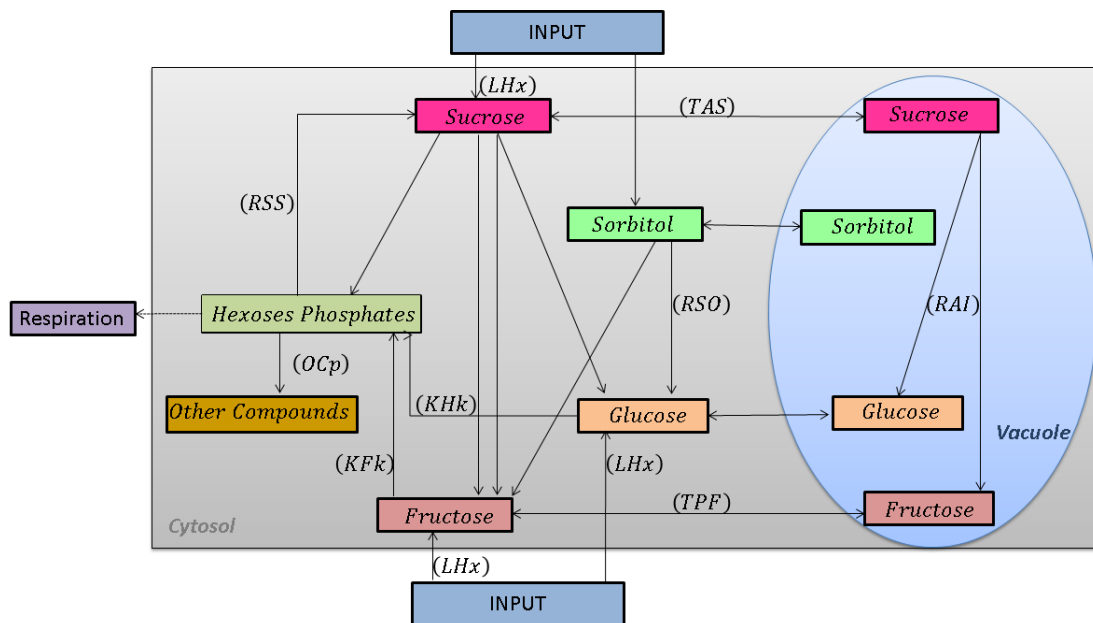 INPUT
(LHx)
Sucrose
(TAS)
Sucrose
(RSS)
Sorbitol
Sorbitol
Respiration
Hexoses Phosphates
(RSO)
(RAI)
(OCp)
Other Compounds
(KHk)
Glucose
Glucose
Vacuole
(KFk)
(LHx)
Fructose
(TPF)
Fructose
Cytosol
(LHx)
INPUT